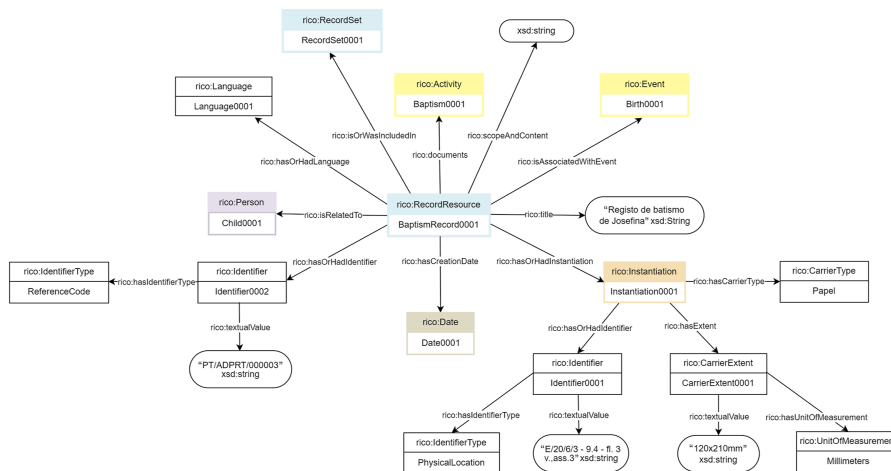 rico:RecordSet
RecordSet0001
xsd:string
rico:Language
Language0001
rico:Activity
Baptism0001
rico:Event
Birth0001
rico:isOrWasIncludedIn
rico:scopeAndContent
rico:documents
rico:hasOrHadLanguage
rico:isAssociatedWithEvent
rico:Person
Child0001
rico:isRelatedTo
rico:RecordResource
BaptismRecord0001
rico:title
“Registo de batismo
de Josefina” xsd:String
rico:hasOrHadIdentifier
rico:hasCreationDate
rico:hasOrHadInstantiation
rico:IdentifierType
ReferenceCode
rico:hasIdentifierType
rico:Identifier
Identifier0002
rico:Instantiation
Instantiation0001
rico:hasCarrierType
rico:CarrierType
Papel
rico:textualValue
rico:Date
Date0001
rico:hasOrHadIdentifier
rico:hasExtent
“PT/ADPRT/000003”
xsd:string
rico:Identifier
Identifier0001
rico:CarrierExtent
CarrierExtent0001
rico:hasIdentifierType
rico:textualValue
rico:textualValue
rico:hasUnitOfMeasurement
rico:IdentifierType
PhysicalLocation
“E/20/6/3 - 9.4 - fl. 3
v.,ass.3” xsd:string
“120x210mm”
xsd:string
rico:UnitOfMeasurement
Millimeters